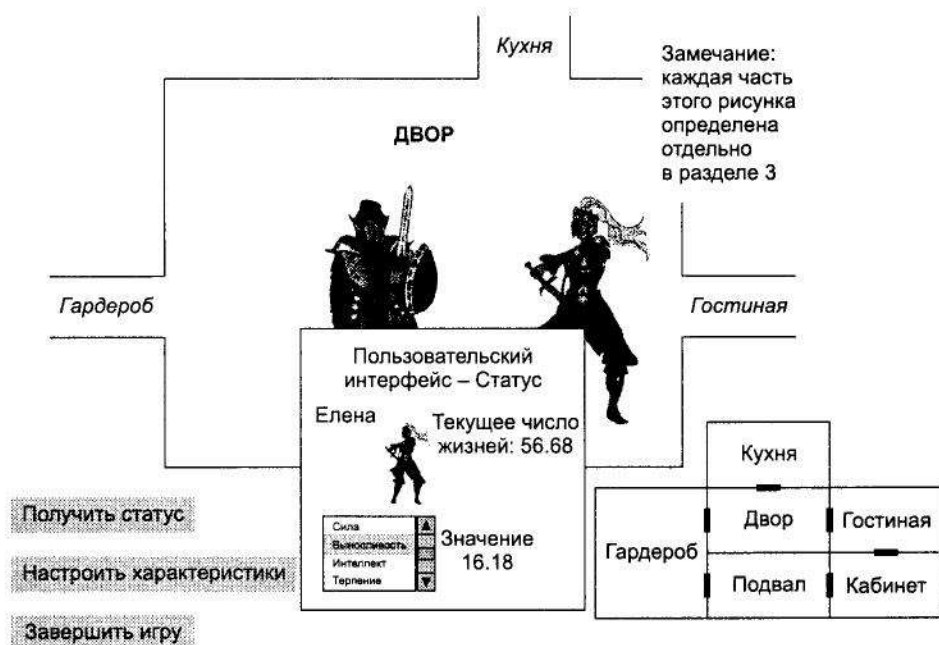 Кухня
Замечание:
каждая часть
этого рисунка
определена
отдельно
в разделе 3
ДВОР
Гардероб
Гостиная
Пользовательский
интерфейс – Статус
Елена
Текущее число
жизней: 56.68
Сила
Выносливость
Интеллект
Терпение
Значение
16.18
Получить статус
Настроить характеристики
Завершить игру
Кухня
Двор
Гостиная
Гардероб
Подвал
Кабинет